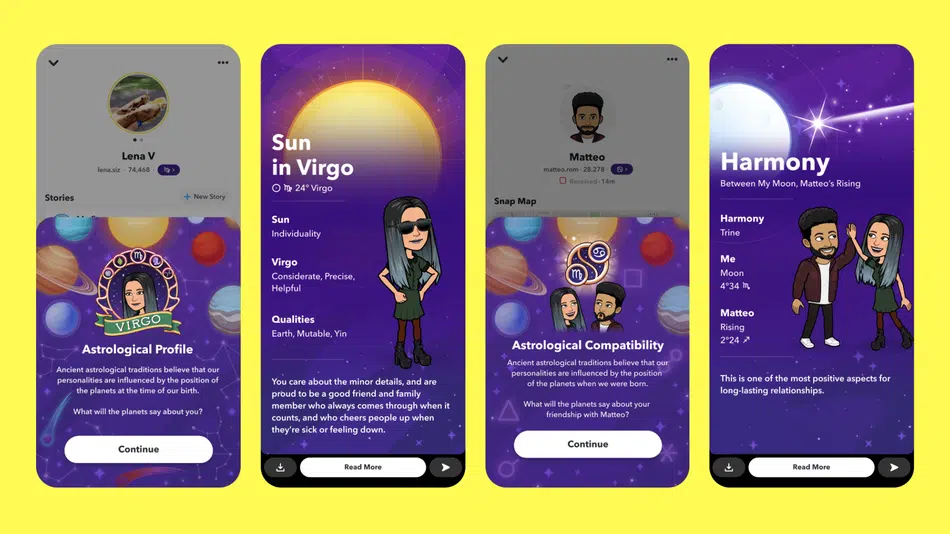 Lena V
lena.siz · 74,468
Stories
New Story
VIRGO
Astrological Profile
Ancient astrological traditions believe that our
personalities are influenced by the position of
the planets at the time of our birth.
What will the planets say about you?
Continue
Sun
in Virgo
24° Virgo
Sun
Individuality
Virgo
Considerate, Precise,
Helpful
Qualities
Earth, Mutable, Yin
You care about the minor details, and are
proud to be a good friend and family
member who always comes through when it
counts, and who cheers people up when
they're sick or feeling down.
Read More
Matteo
matteo.rom · 28,278
Received · 14m
Snap Map
Astrological Compatibility
Ancient astrological traditions believe that our
personalities are influenced by the position
of the planets when we were born.
What will the planets say about your
friendship with Matteo?
Continue
Harmony
Between My Moon, Matteo's Rising
Harmony
Trine
Me
Moon
4°34 ♏
Matteo
Rising
2°24 ♐
This is one of the most positive aspects for
long-lasting relationships.
Read More